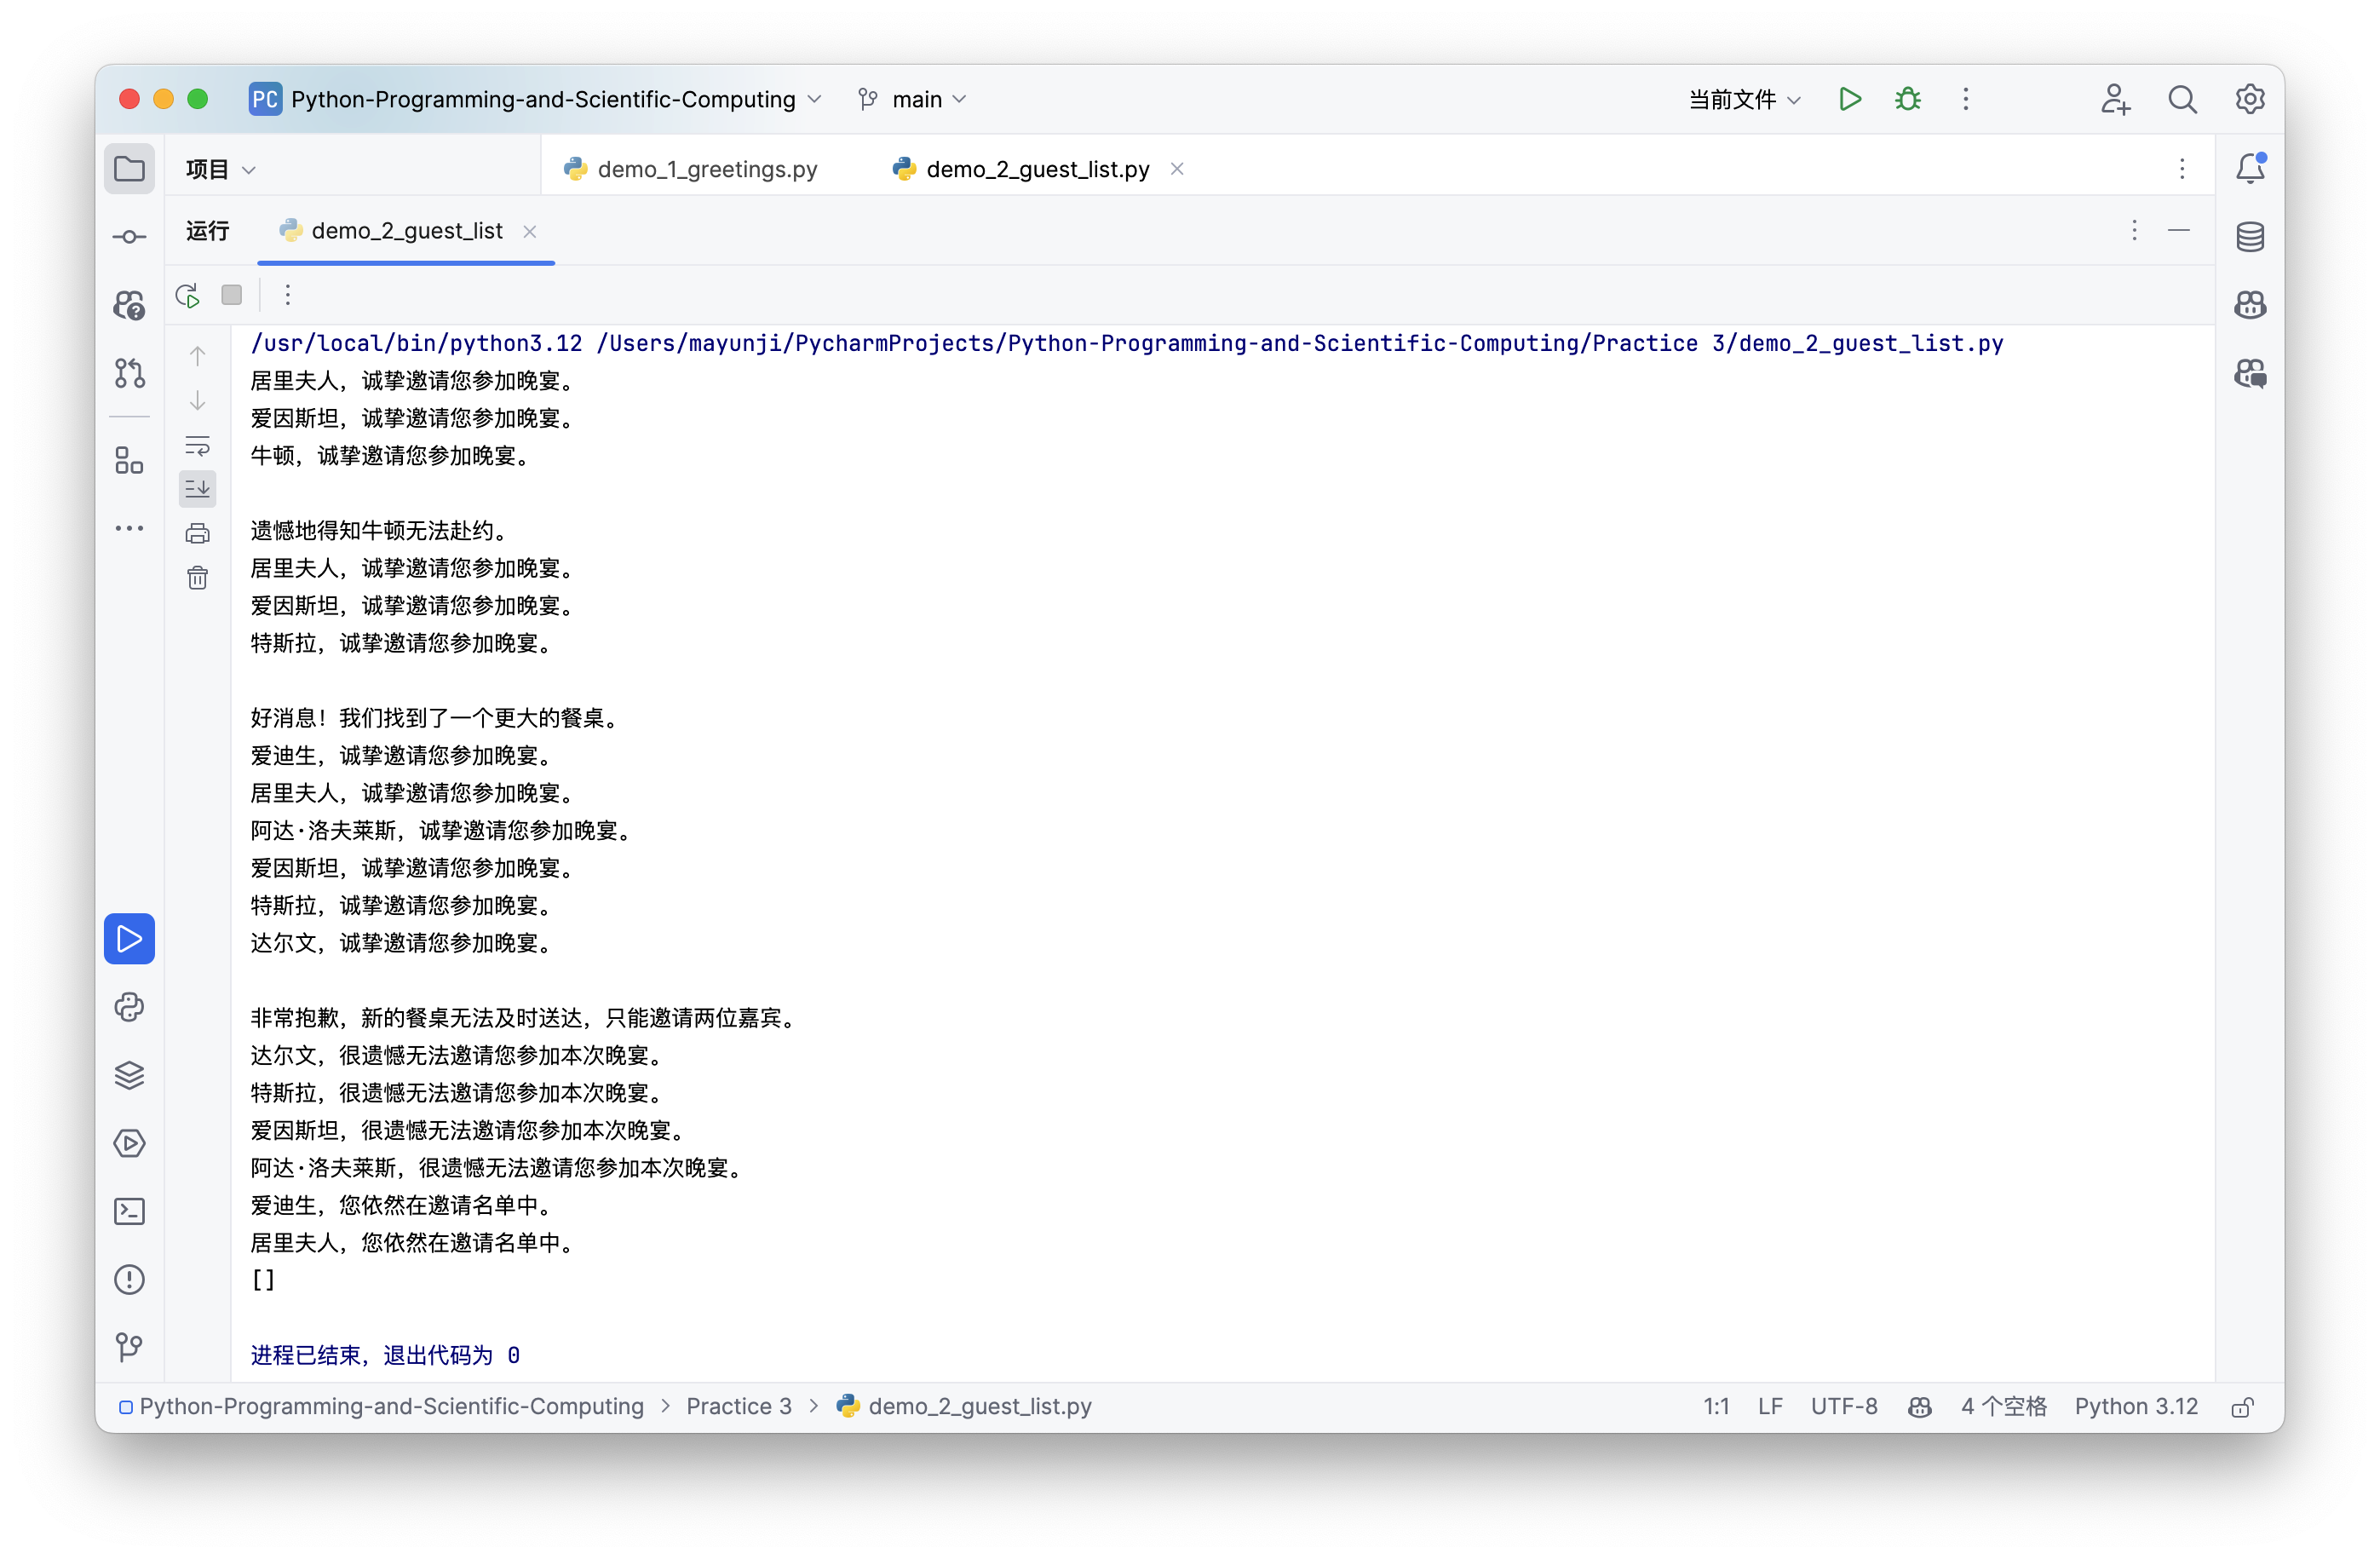 PC Python-Programming-and-Scientific-Computing main 当前文件
项目 demo_1_greetings.py demo_2_guest_list.py
运行 demo_2_guest_list
/usr/local/bin/python3.12 /Users/mayunji/PycharmProjects/Python-Programming-and-Scientific-Computing/Practice 3/demo_2_guest_list.py
居里夫人，诚挚邀请您参加晚宴。
爱因斯坦，诚挚邀请您参加晚宴。
牛顿，诚挚邀请您参加晚宴。
遗憾地得知牛顿无法赴约。
居里夫人，诚挚邀请您参加晚宴。
爱因斯坦，诚挚邀请您参加晚宴。
特斯拉，诚挚邀请您参加晚宴。
好消息！我们找到了一个更大的餐桌。
爱迪生，诚挚邀请您参加晚宴。
居里夫人，诚挚邀请您参加晚宴。
阿达·洛夫莱斯，诚挚邀请您参加晚宴。
爱因斯坦，诚挚邀请您参加晚宴。
特斯拉，诚挚邀请您参加晚宴。
达尔文，诚挚邀请您参加晚宴。
非常抱歉，新的餐桌无法及时送达，只能邀请两位嘉宾。
达尔文，很遗憾无法邀请您参加本次晚宴。
特斯拉，很遗憾无法邀请您参加本次晚宴。
爱因斯坦，很遗憾无法邀请您参加本次晚宴。
阿达·洛夫莱斯，很遗憾无法邀请您参加本次晚宴。
爱迪生，您依然在邀请名单中。
居里夫人，您依然在邀请名单中。
[]
进程已结束，退出代码为 0
Python-Programming-and-Scientific-Computing > Practice 3 > demo_2_guest_list.py 1:1 LF UTF-8 4 个空格 Python 3.12